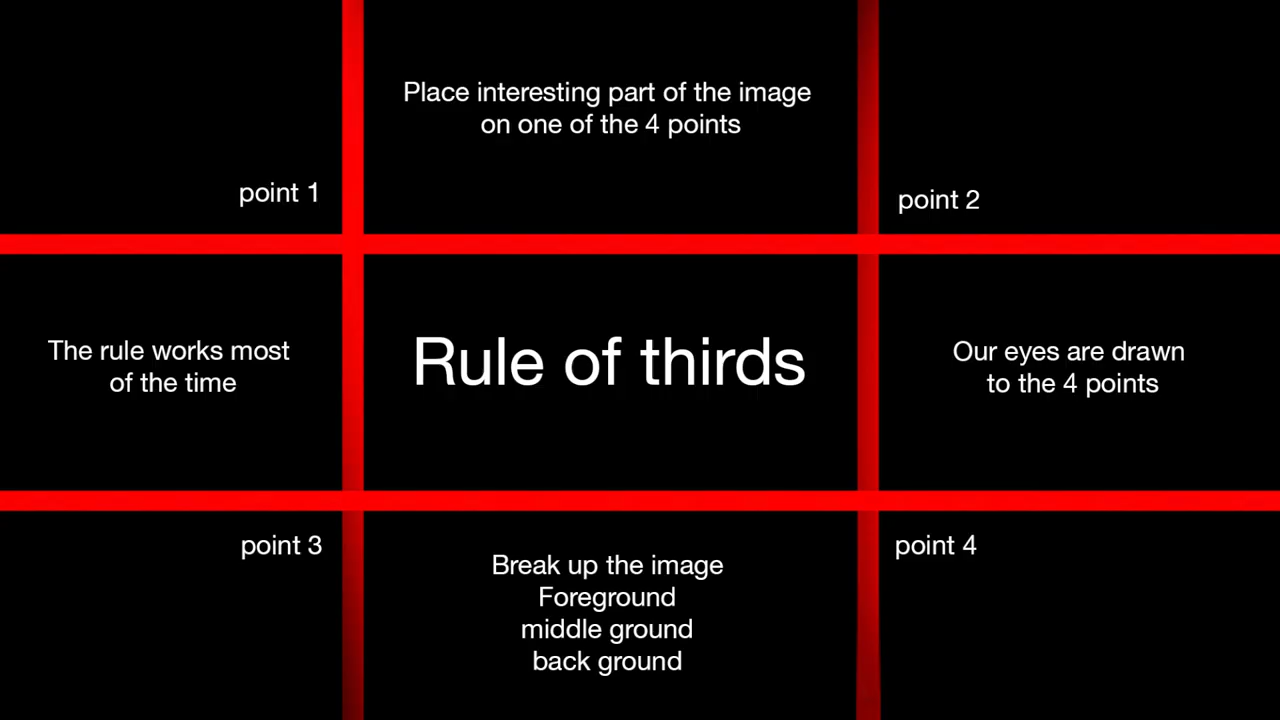 Place interesting part of the image
on one of the 4 points
point 1
point 2
The rule works most
of the time
Rule of thirds
Our eyes are drawn
to the 4 points
point 3
point 4
Break up the image
Foreground
middle ground
back ground